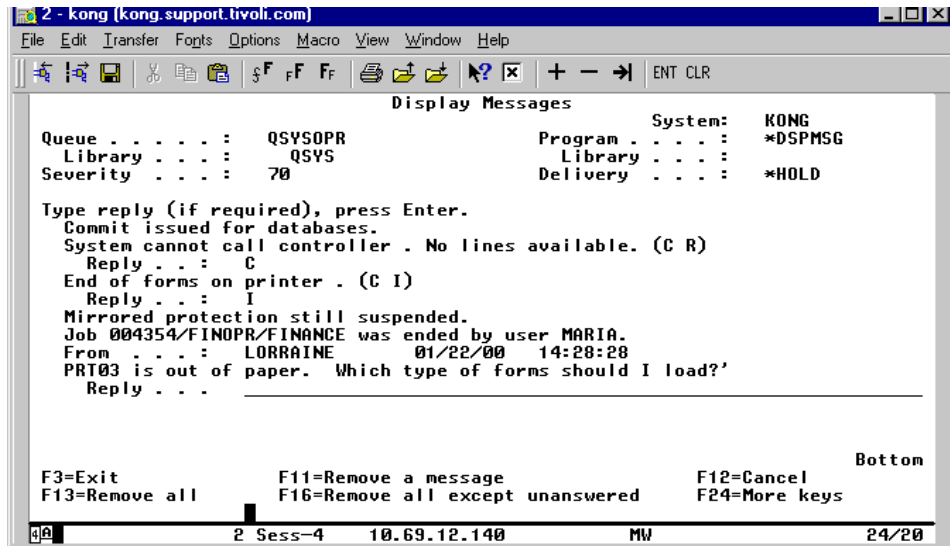 2 - kong (kong.support.tivoli.com)
File Edit Transfer Fonts Options Macro View Window Help
ENT CLR
Display Messages
System: KONG
Queue . . . . . : QSYSOPR Program . . . . : *DSPMSG
Library . . . : QSYS Library . . . :
Severity . . . : 70 Delivery . . . : *HOLD
Type reply (if required), press Enter.
Commit issued for databases.
System cannot call controller . No lines available. (C R)
Reply . . : C
End of forms on printer . (C I)
Reply . . : I
Mirrored protection still suspended.
Job 004354/FINOPR/FINANCE was ended by user MARIA.
From . . . : LORRAINE 01/22/00 14:28:28
PRT03 is out of paper. Which type of forms should I load?'
Reply . . .
Bottom
F3=Exit F11=Remove a message F12=Cancel
F13=Remove all F16=Remove all except unanswered F24=More keys
4 A 2 Sess-4 10.69.12.140 MW 24/20